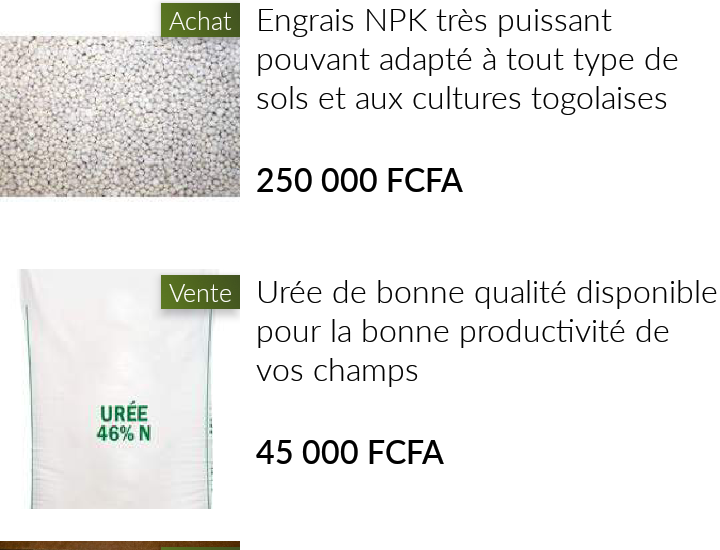 Achat
Engrais NPK très puissant
pouvant adapté à tout type de
sols et aux cultures togolaises
250 000 FCFA
Vente
Urée de bonne qualité disponible
pour la bonne productivité de
vos champs
URÉE
46% N
45 000 FCFA